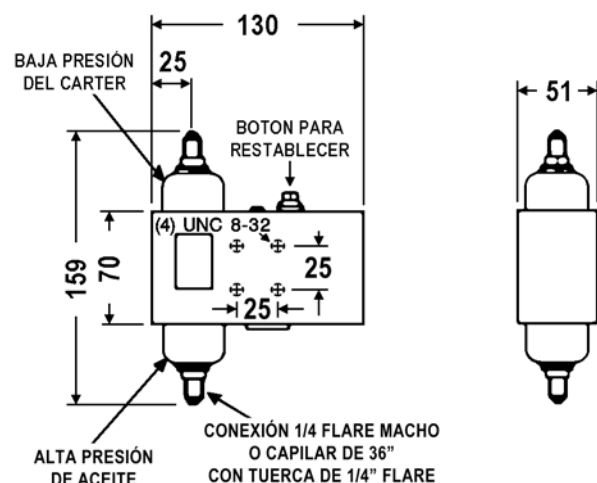 130
BAJA PRESIÓN
DEL CARTER
25
BOTON PARA
RESTABLECER
51
(4) UNC 8-32
159
70
25
25
ALTA PRESIÓN
DE ACEITE
CONEXIÓN 1/4 FLARE MACHO
O CAPILAR DE 36”
CON TUERCA DE 1/4” FLARE